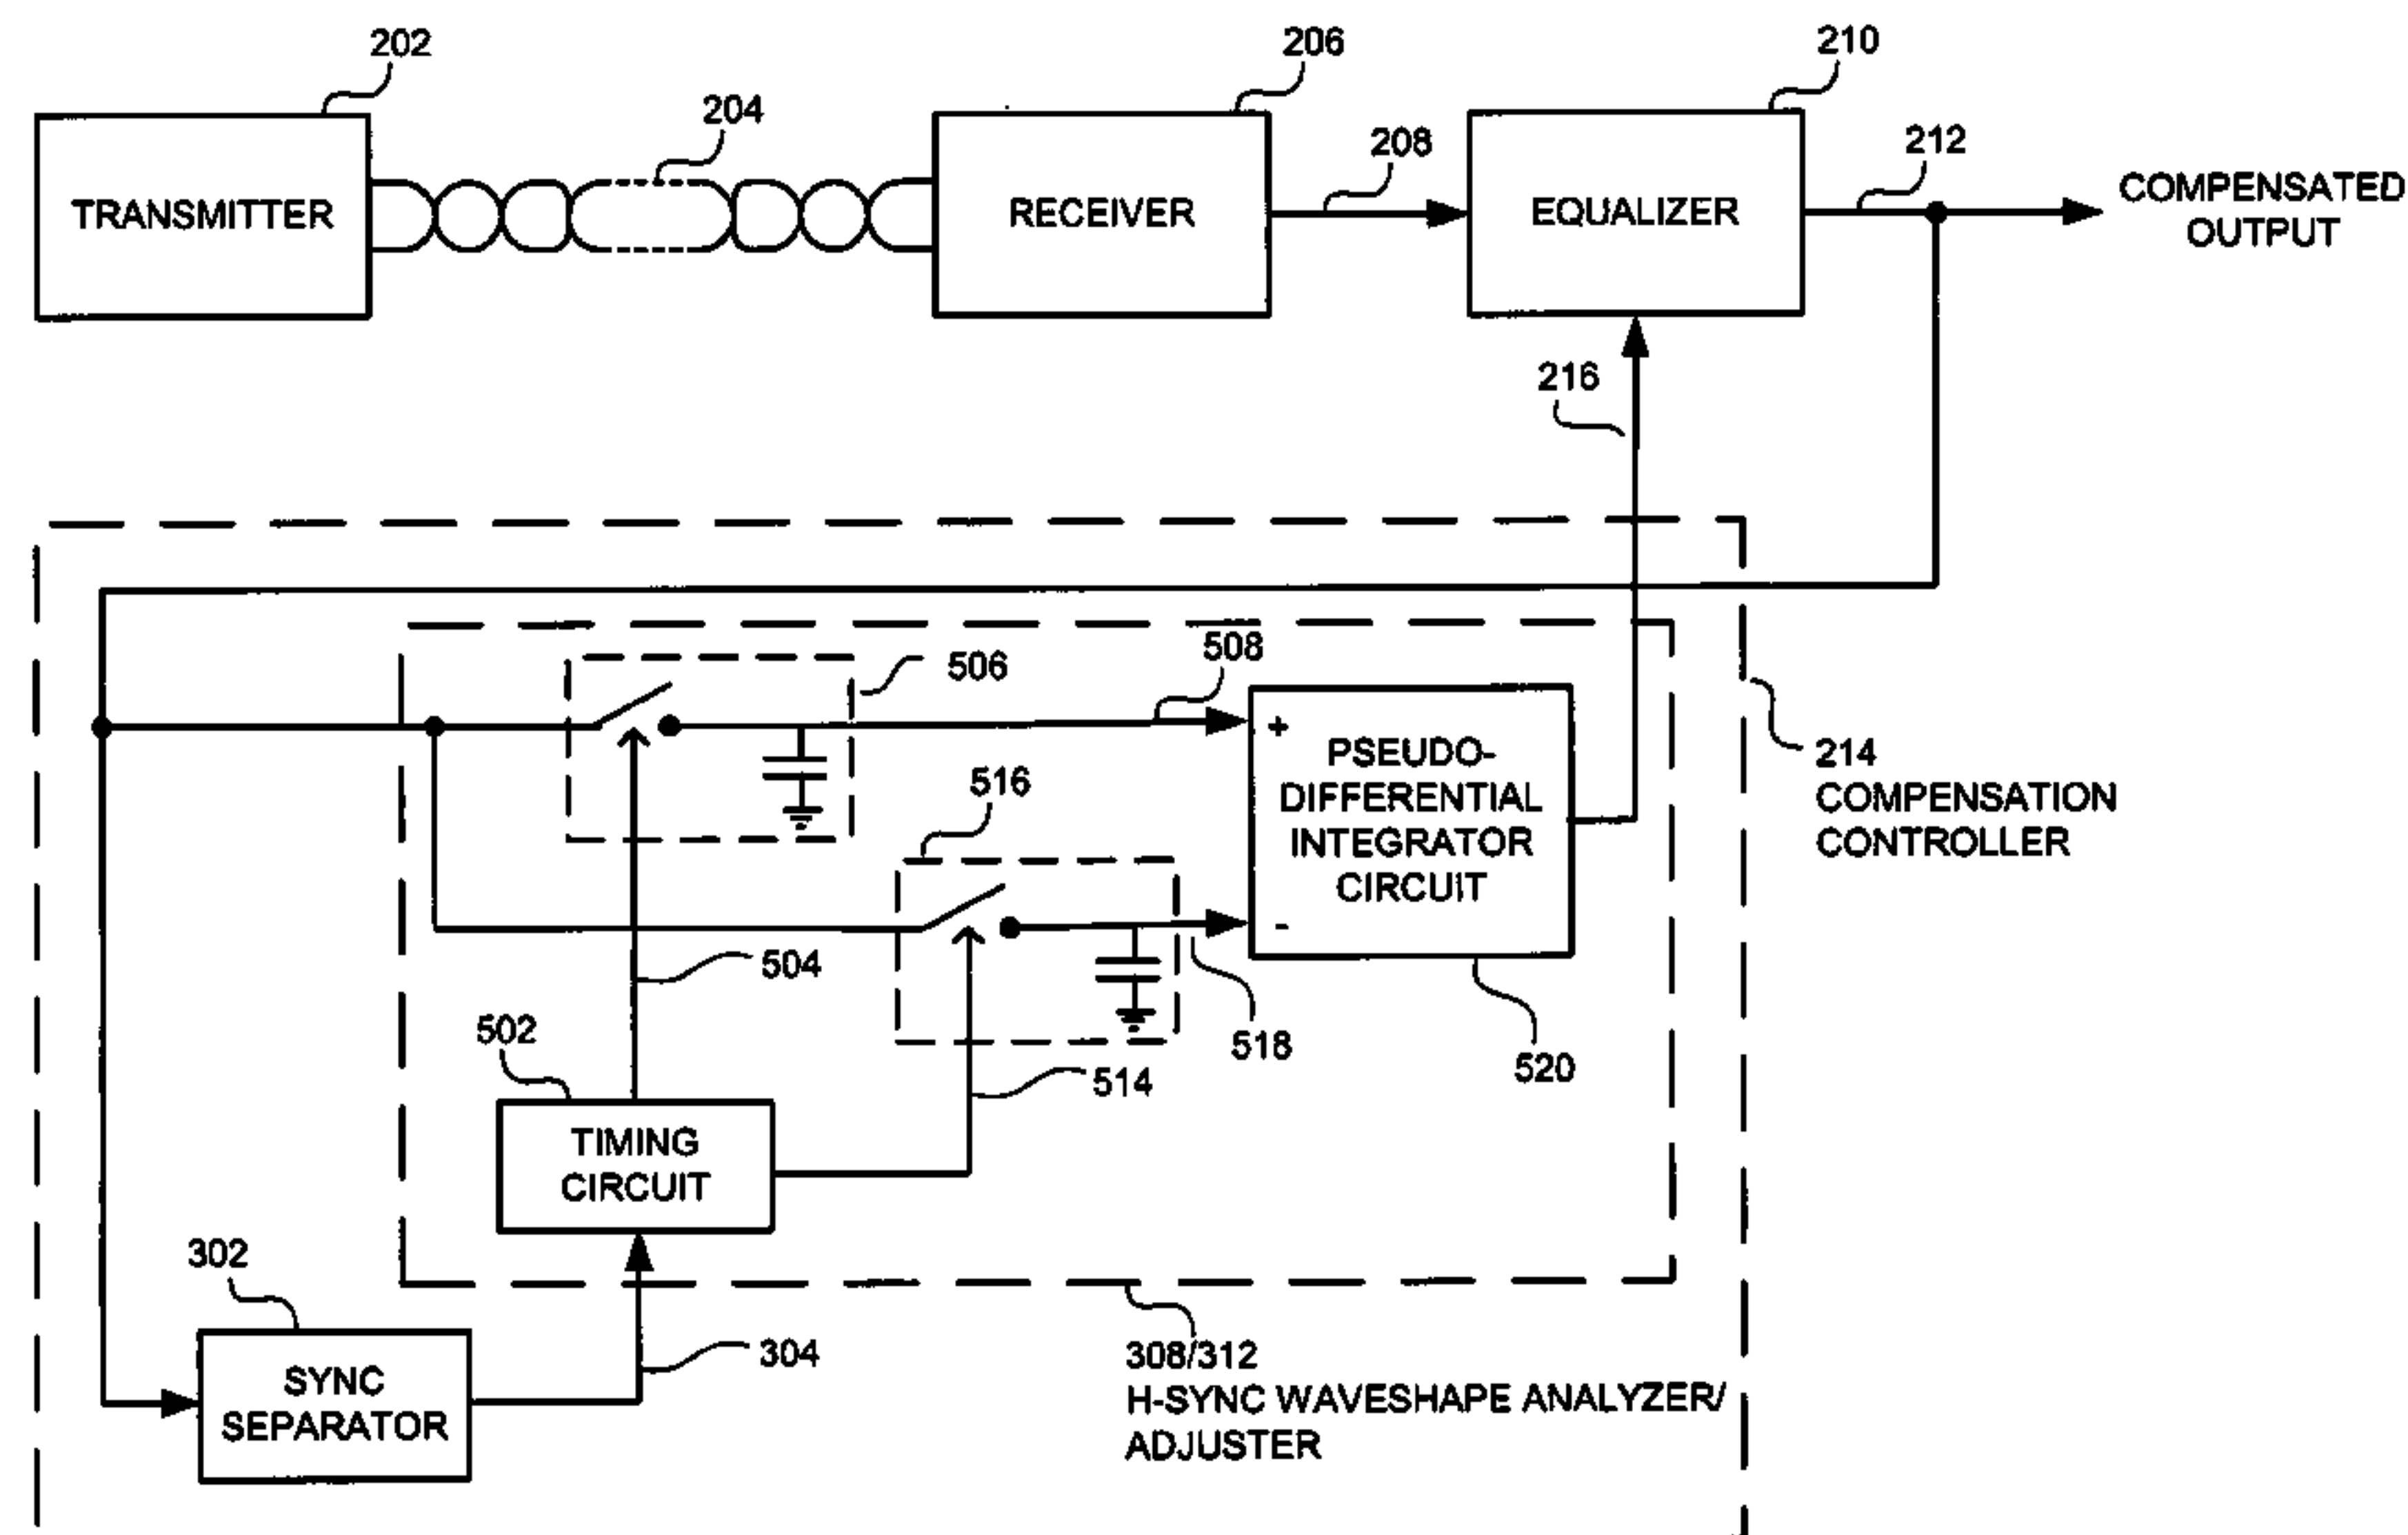 202
206
210
204
208
212
TRANSMITTER
RECEIVER
EQUALIZER
COMPENSATED
OUTPUT
216
506
508
+
PSEUDO-
DIFFERENTIAL
INTEGRATOR
CIRCUIT
-
214
COMPENSATION
CONTROLLER
516
504
518
520
502
514
TIMING
CIRCUIT
302
304
SYNC
SEPARATOR
308/312
H-SYNC WAVESHAPE ANALYZER/
ADJUSTER